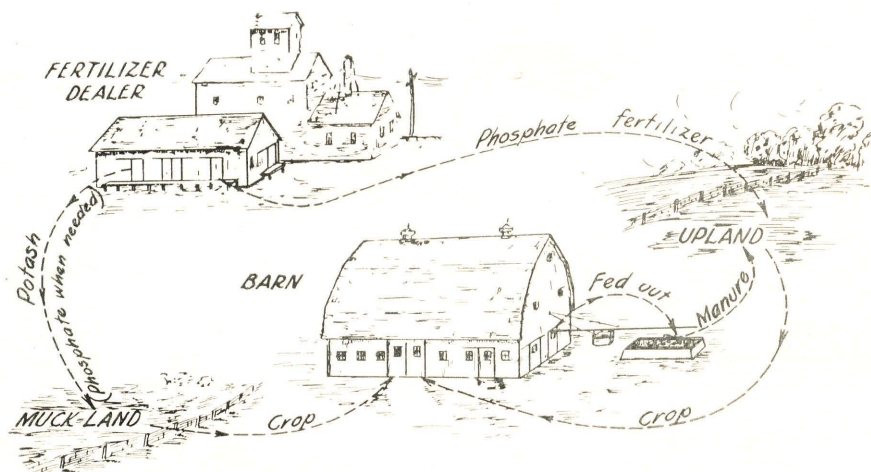 FERTILIZER
DEALER
Phosphate fertilizer
UPLAND
BARN
Fed out
Manure
Potash
(Phosphate when needed)
MUCK-LAND
Crop
Crop